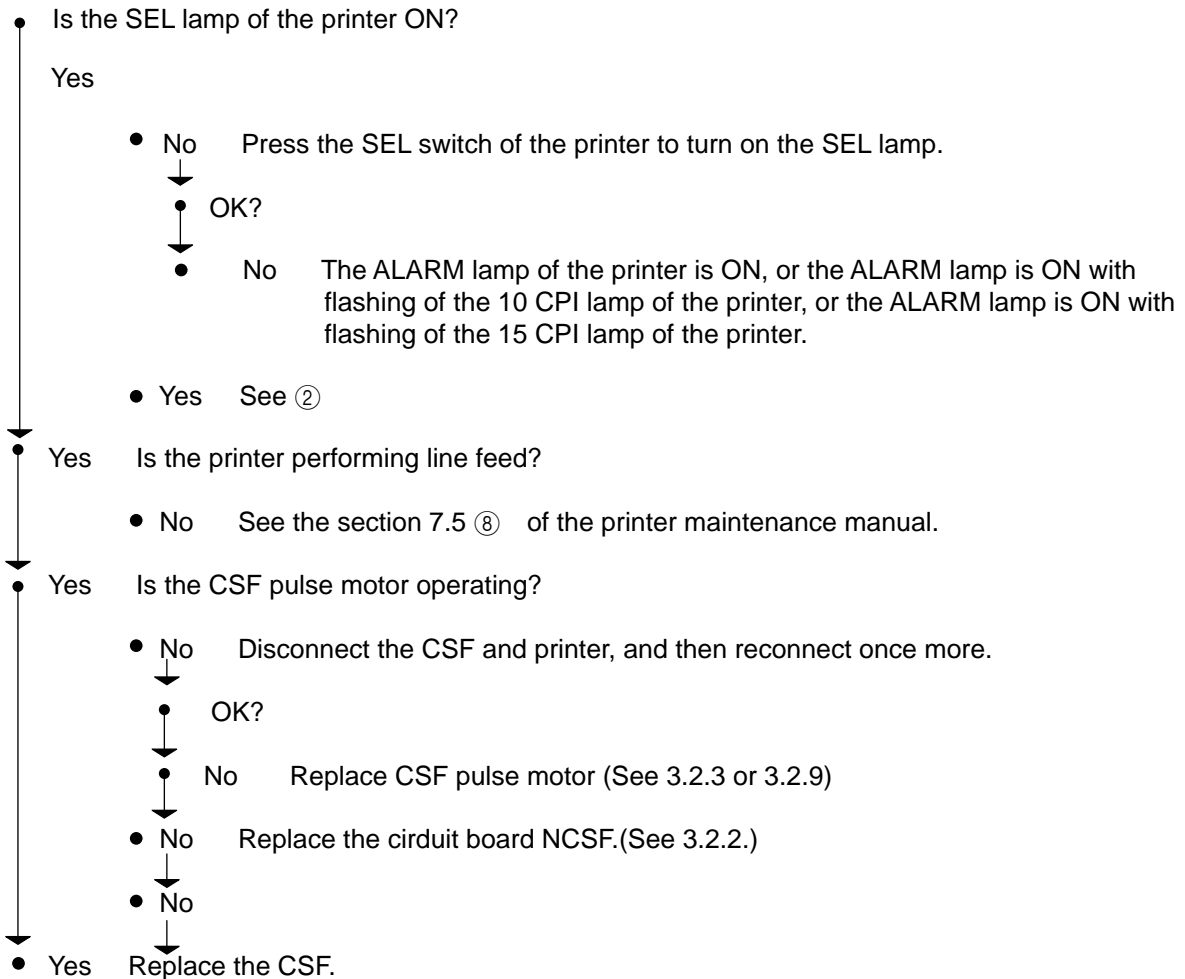 Is the SEL lamp of the printer ON?
Yes
No Press the SEL switch of the printer to turn on the SEL lamp.
OK?
No The ALARM lamp of the printer is ON, or the ALARM lamp is ON with
flashing of the 10 CPI lamp of the printer, or the ALARM lamp is ON with
flashing of the 15 CPI lamp of the printer.
Yes See ②
Yes Is the printer performing line feed?
No See the section 7.5 ⑧ of the printer maintenance manual.
Yes Is the CSF pulse motor operating?
No Disconnect the CSF and printer, and then reconnect once more.
OK?
No Replace CSF pulse motor (See 3.2.3 or 3.2.9)
No Replace the cirduit board NCSF.(See 3.2.2.)
No
Yes Replace the CSF.